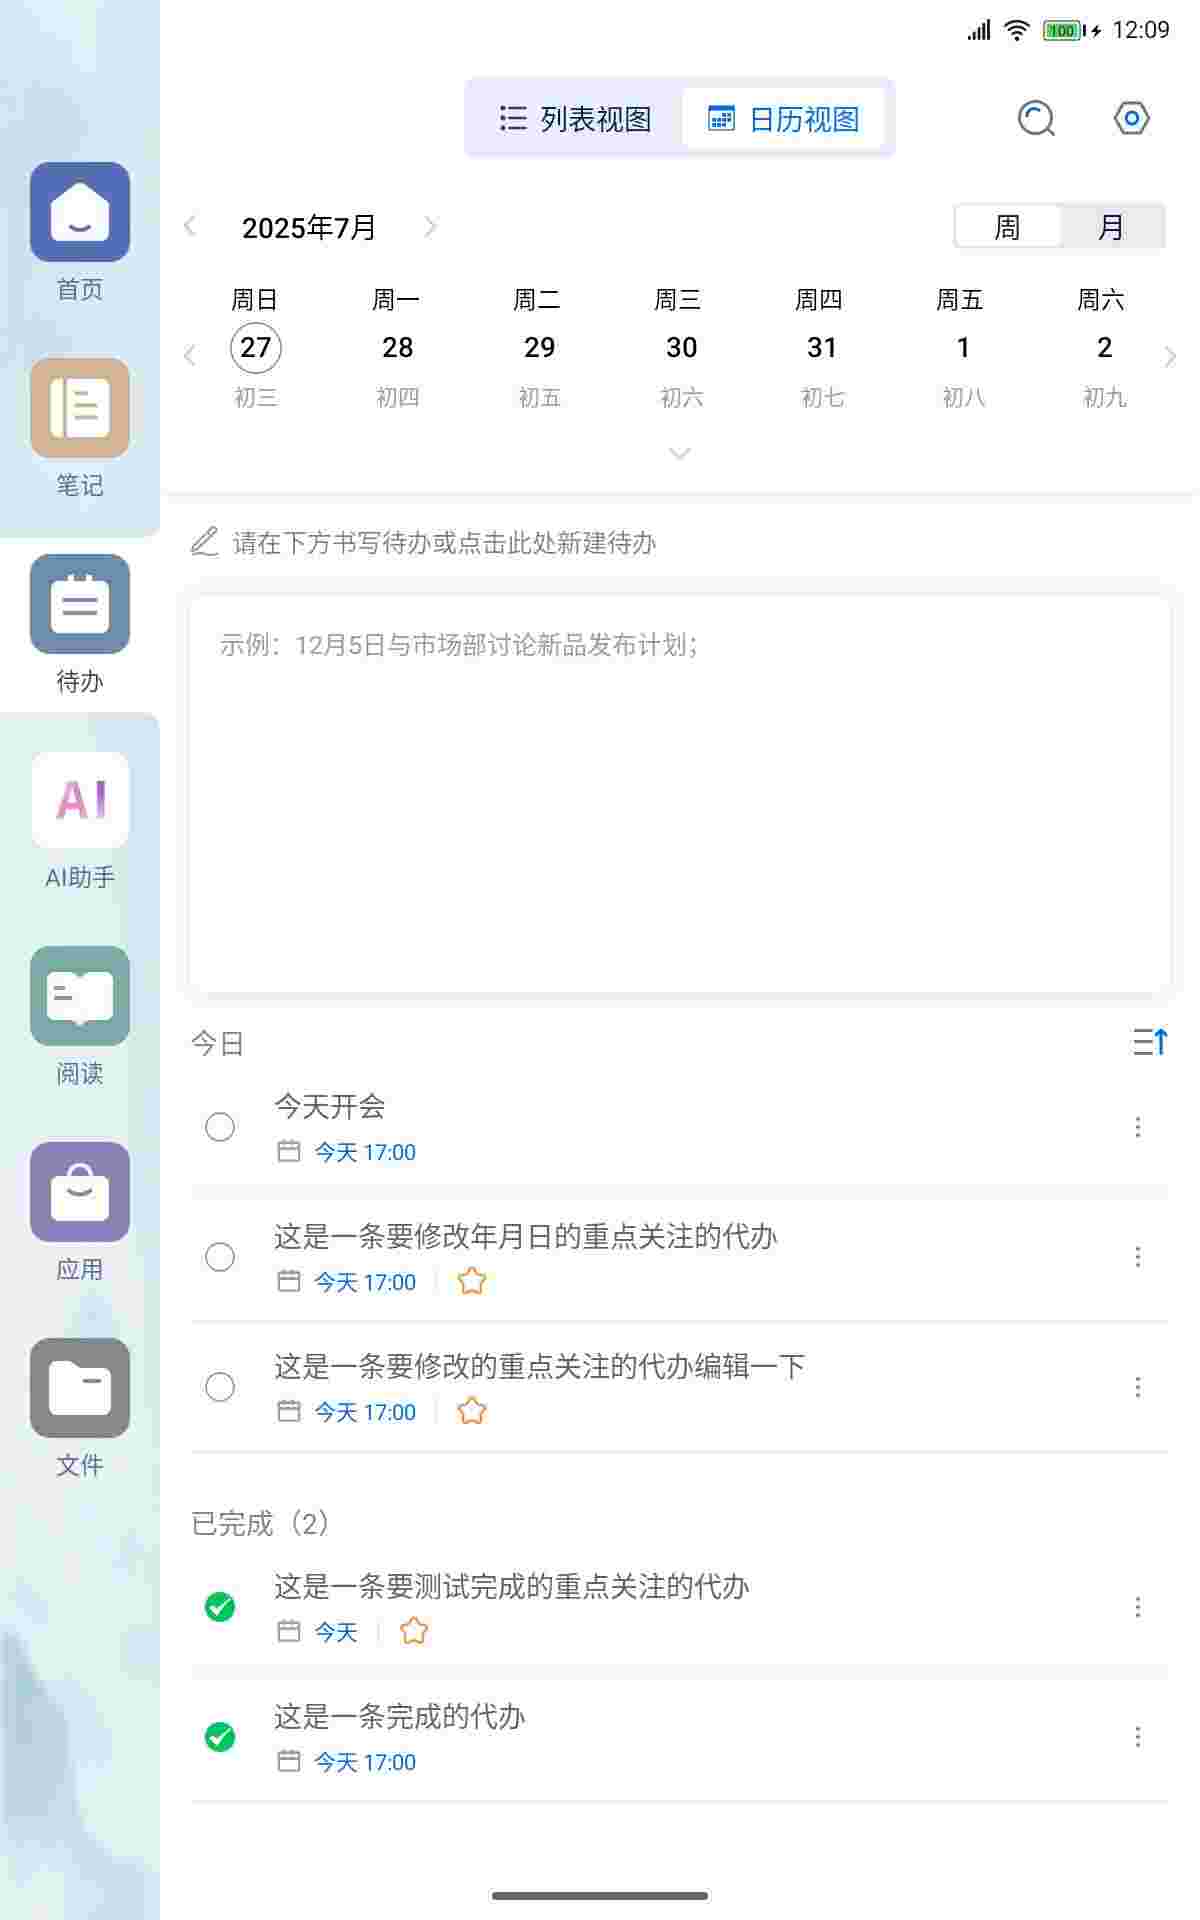 100 12:09
列表视图 日历视图
2025年7月 周 月
周日 周一 周二 周三 周四 周五 周六
27 28 29 30 31 1 2
初三 初四 初五 初六 初七 初八 初九
请在下方书写待办或点击此处新建待办
示例：12月5日与市场部讨论新品发布计划；
今日
今天开会
今天 17:00
这是一条要修改年月日的重点关注的代办
今天 17:00
这是一条要修改的重点关注的代办编辑一下
今天 17:00
已完成（2）
这是一条要测试完成的重点关注的代办
今天
这是一条完成的代办
今天 17:00
首页
笔记
待办
AI
AI助手
阅读
应用
文件